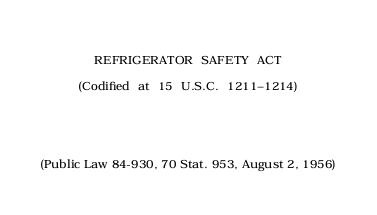 REFRIGERATOR SAFETY ACT
(Codified at 15 U.S.C. 1211–1214)
(Public Law 84-930, 70 Stat. 953, August 2, 1956)